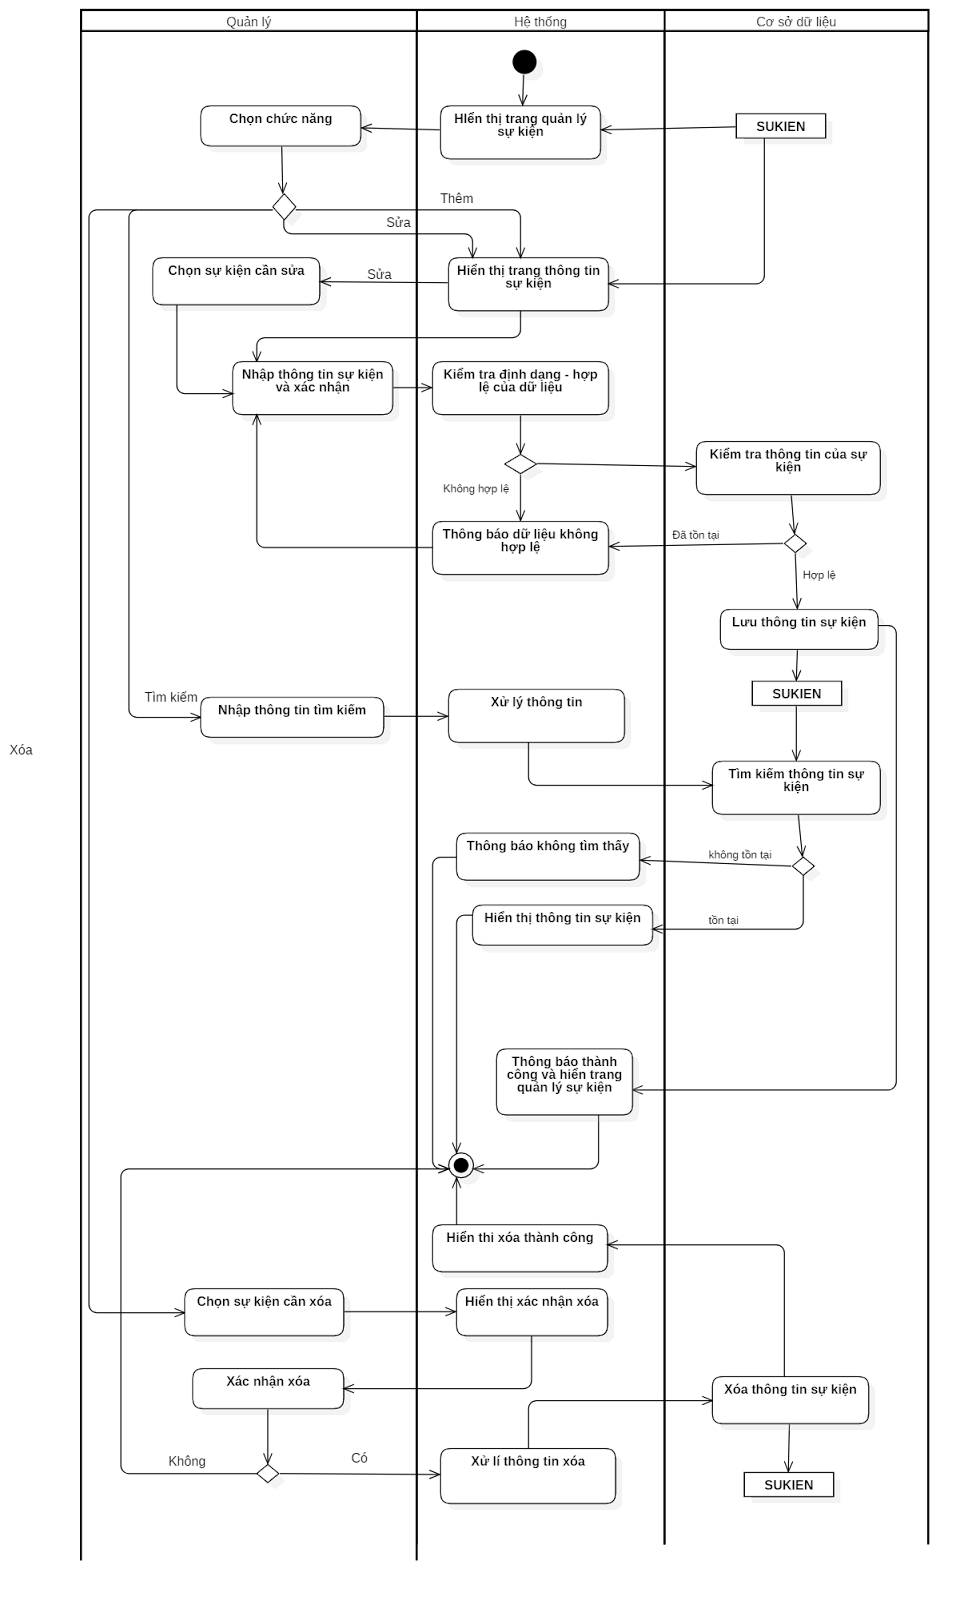 Quản lý
Hệ thống
Cơ sở dữ liệu
Chọn chức năng
HIển thị trang quản lý
sự kiện
SUKIEN
Thêm
Sửa
Chọn sự kiện cần sửa
Sửa
Hiển thị trang thông tin
sự kiện
Nhập thông tin sự kiện
và xác nhận
Kiểm tra định dạng - hợp
lệ của dữ liệu
Kiểm tra thông tin của sự
kiện
Không hợp lệ
Thông báo dữ liệu không
hợp lệ
Đã tồn tại
Hợp lệ
Lưu thông tin sự kiện
SUKIEN
Tìm kiếm
Nhập thông tin tìm kiếm
Xử lý thông tin
Xóa
Tìm kiếm thông tin sự
kiện
Thông báo không tìm thấy
không tồn tại
Hiển thị thông tin sự kiện
tồn tại
Thông báo thành
công và hiển trang
quản lý sự kiện
Hiển thi xóa thành công
Chọn sự kiện cần xóa
Hiển thị xác nhận xóa
Xác nhận xóa
Xóa thông tin sự kiện
Không
Có
Xử lí thông tin xóa
SUKIEN